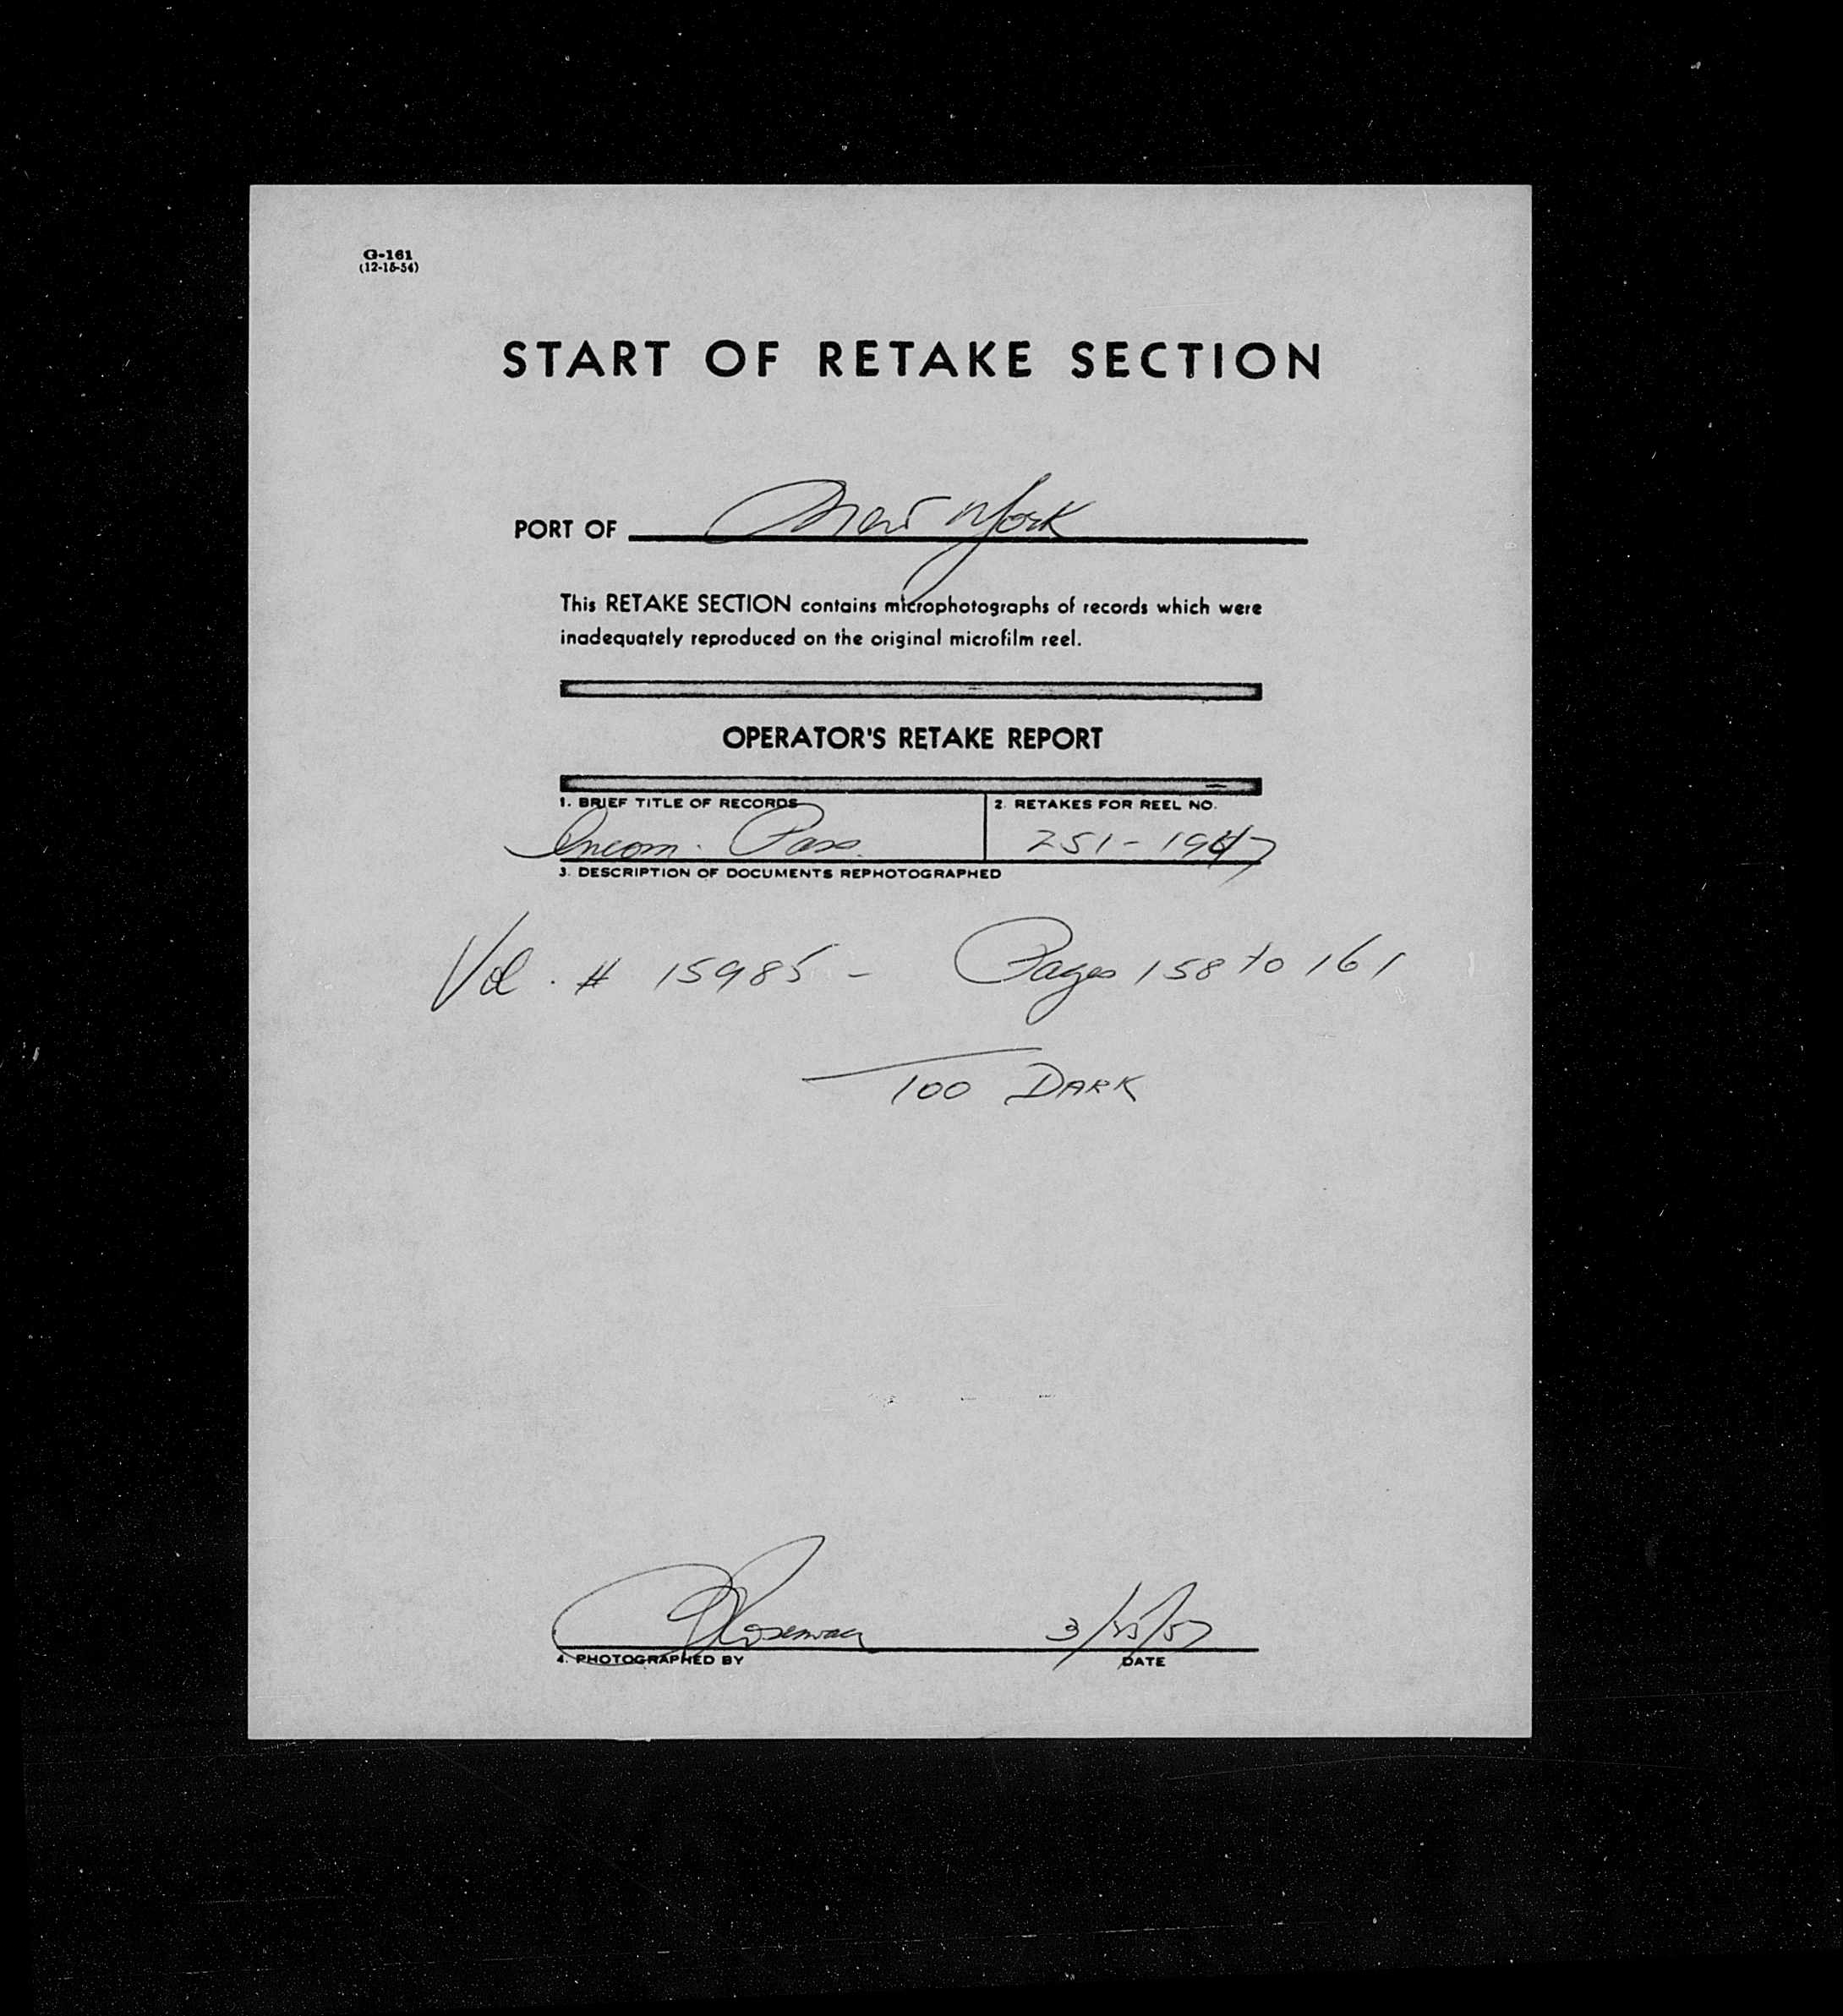 G-161
(12-15-54)
START OF RETAKE SECTION
PORT OF New York
This RETAKE SECTION contains microphotographs of records which were
inadequately reproduced on the original microfilm reel.
OPERATOR'S RETAKE REPORT
1. BRIEF TITLE OF RECORDS 2. RETAKES FOR REEL NO.
Incom. Pass. 251-1947
3. DESCRIPTION OF DOCUMENTS REPHOTOGRAPHED
Vol. # 15985 - Pages 158 to 161
TOO DARK
4. PHOTOGRAPHED BY DATE